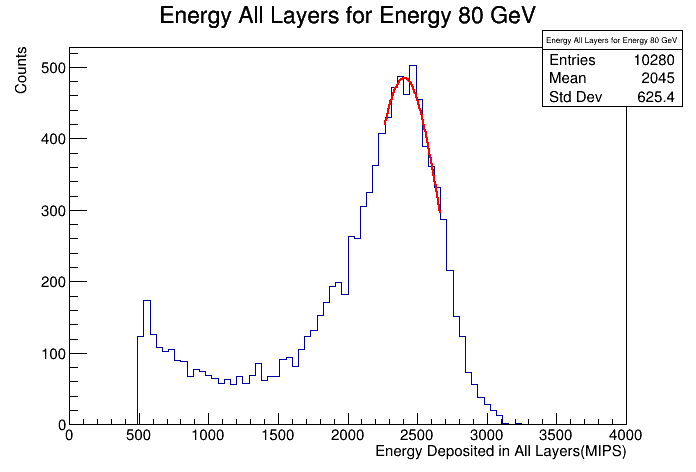 Energy All Layers for Energy 80 GeV
Energy All Layers for Energy 80 GeV
Entries 10280
Mean 2045
Std Dev 625.4
Counts
500
400
300
200
100
0
0 500 1000 1500 2000 2500 3000 3500 4000
Energy Deposited in All Layers(MIPS)